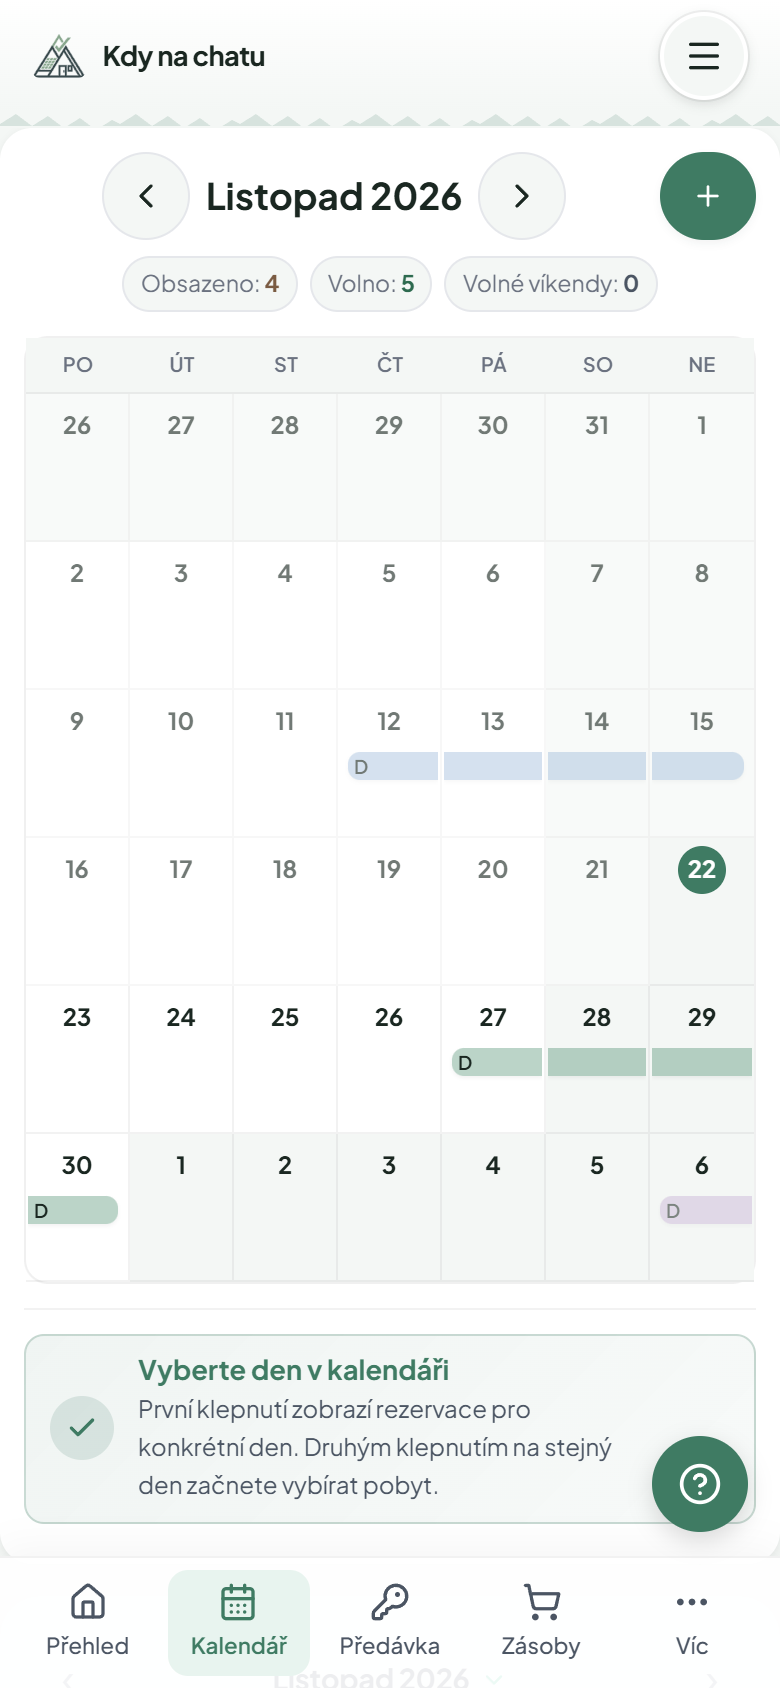 Kdy na chatu
Listopad 2026
Obsazeno: 4 Volno: 5 Volné víkendy: 0
PO ÚT ST ČT PÁ SO NE
26 27 28 29 30 31 1
2 3 4 5 6 7 8
9 10 11 12 13 14 15
D
16 17 18 19 20 21 22
23 24 25 26 27 28 29
D
30 1 2 3 4 5 6
D D
Vyberte den v kalendáři
První klepnutí zobrazí rezervace pro
konkrétní den. Druhým klepnutím na stejný
den začnete vybírat pobyt.
Přehled Kalendář Předávka Zásoby Víc
Listopad 2026